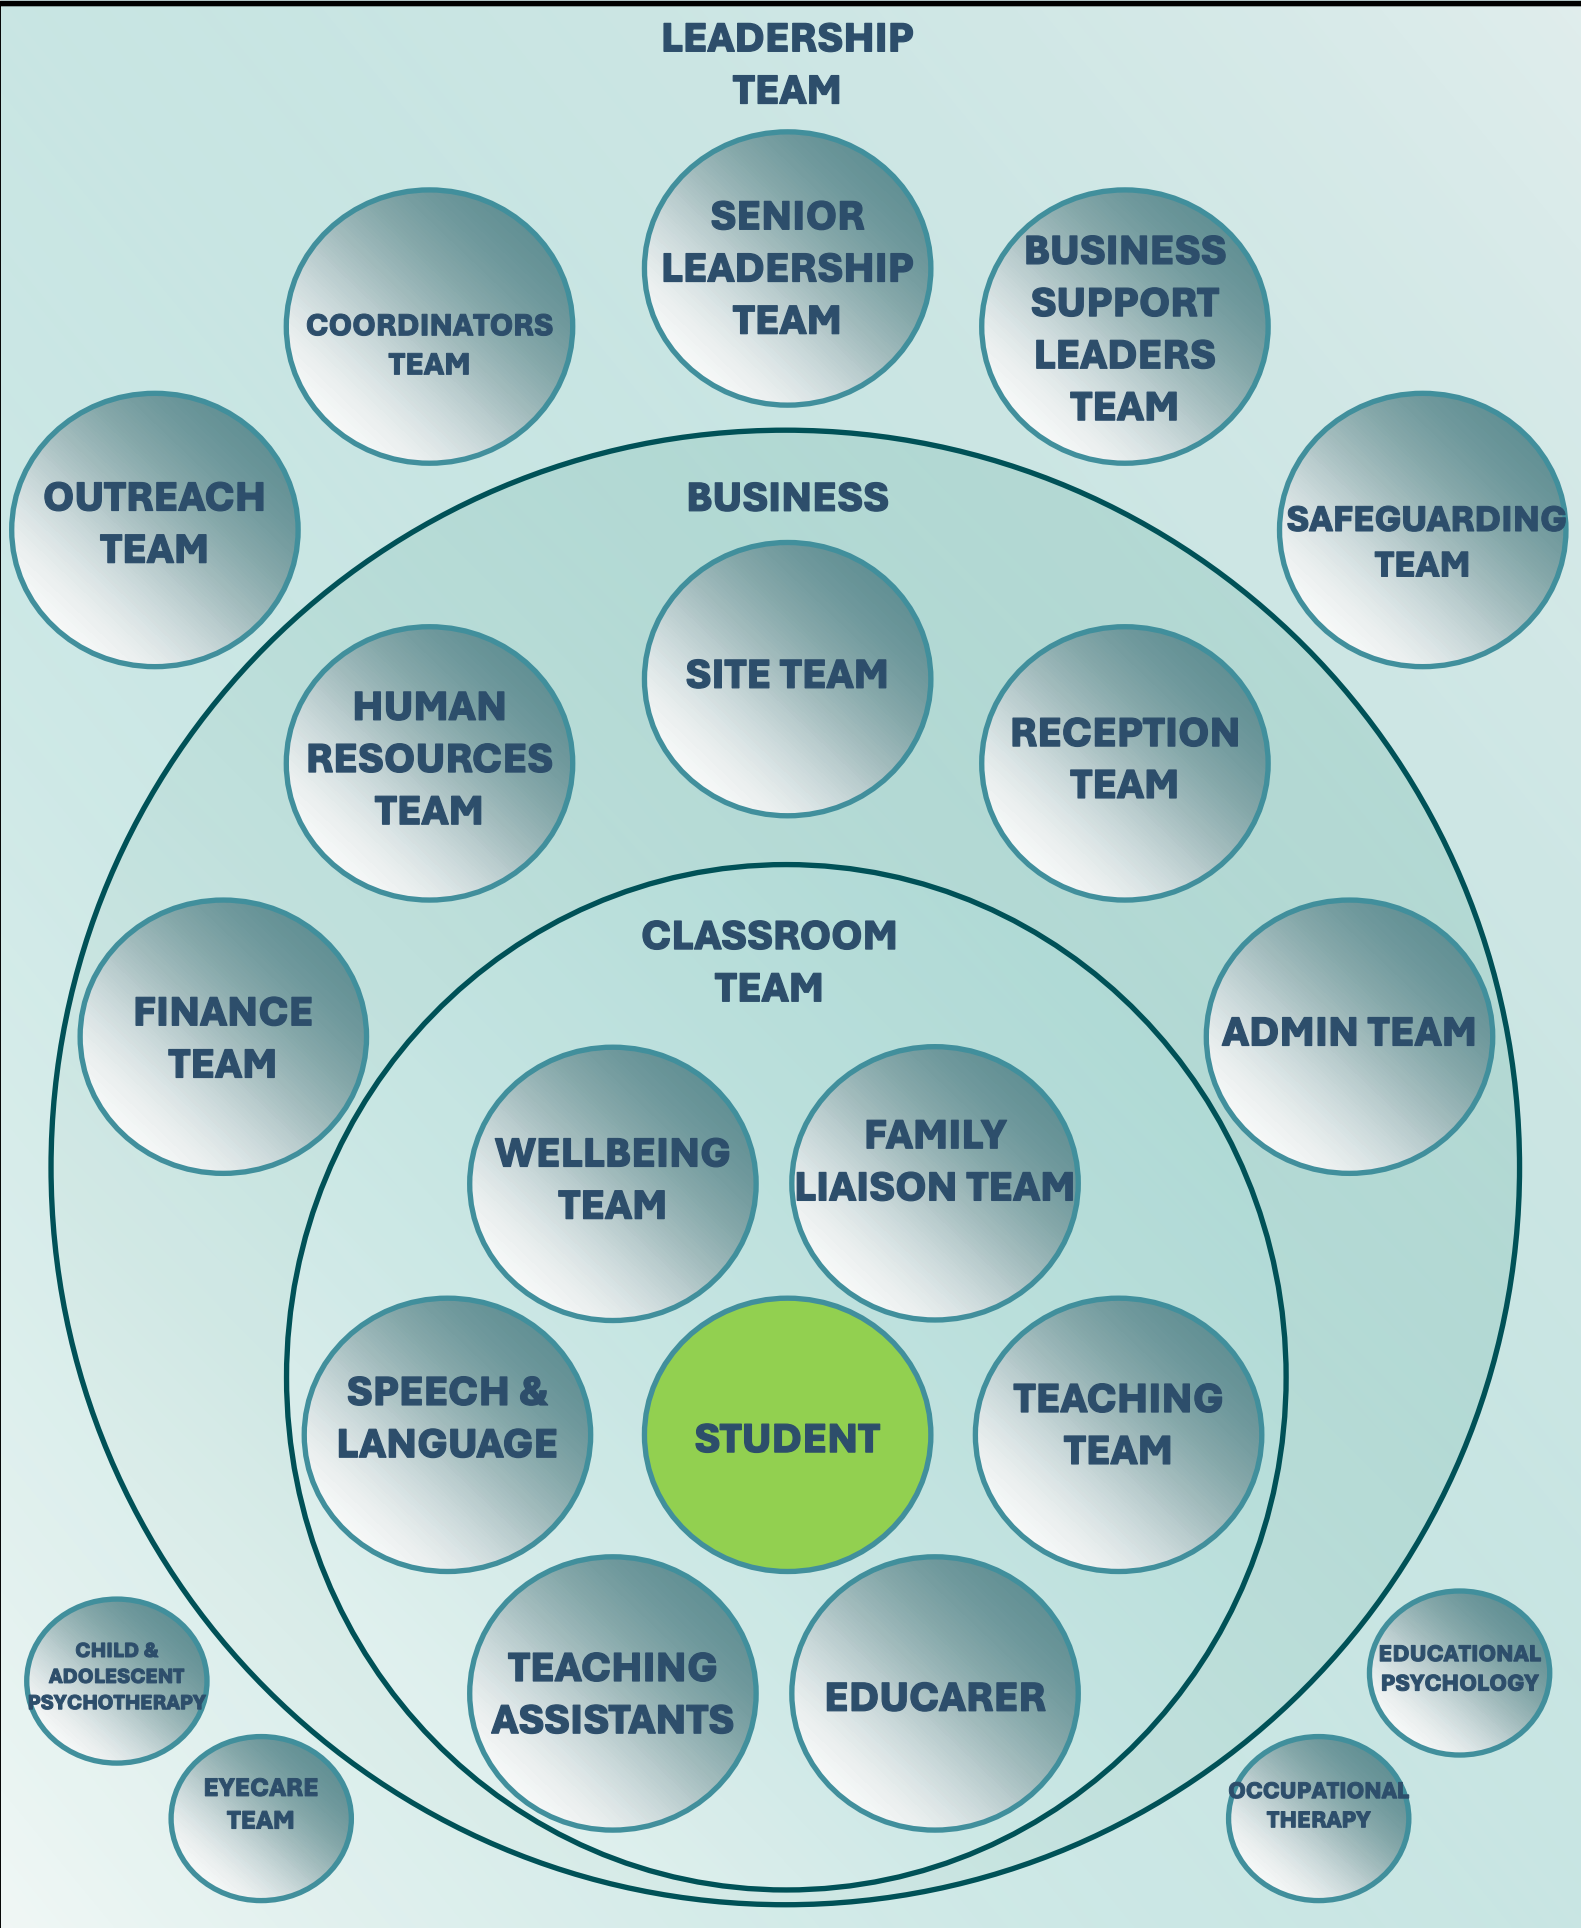 LEADERSHIP
TEAM
SENIOR
LEADERSHIP
TEAM
COORDINATORS
TEAM
BUSINESS
SUPPORT
LEADERS
TEAM
OUTREACH
TEAM
SAFEGUARDING
TEAM
BUSINESS
SITE TEAM
HUMAN
RESOURCES
TEAM
RECEPTION
TEAM
FINANCE
TEAM
ADMIN TEAM
CLASSROOM
TEAM
WELLBEING
TEAM
FAMILY
LIAISON TEAM
SPEECH &
LANGUAGE
STUDENT
TEACHING
TEAM
TEACHING
ASSISTANTS
EDUCARER
CHILD &
ADOLESCENT
PSYCHOTHERAPY
EYECARE
TEAM
EDUCATIONAL
PSYCHOLOGY
OCCUPATIONAL
THERAPY